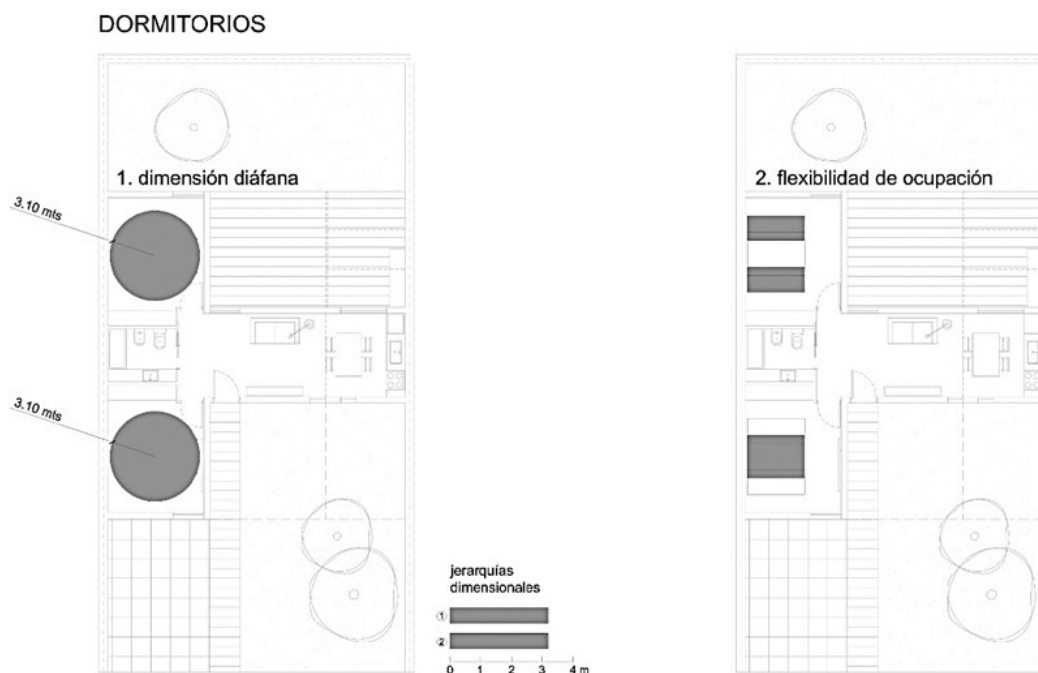 DORMITORIOS
1. dimensión diáfana
2. flexibilidad de ocupación
3.10 mts
3.10 mts
jerarquías
dimensionales
1
2
0 1 2 3 4 m